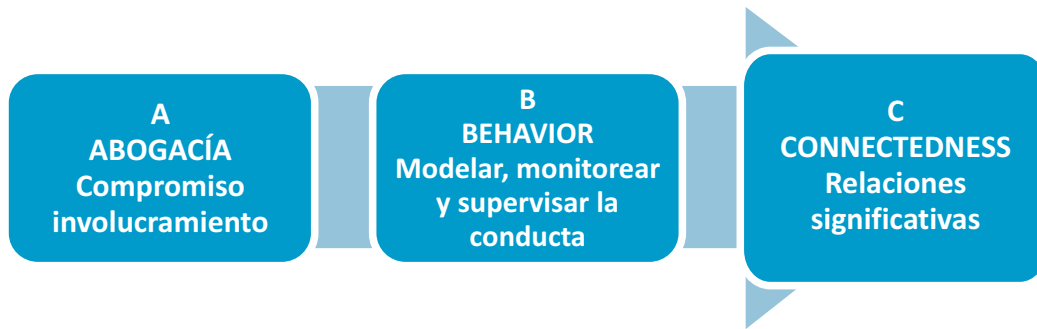 A
ABOGACÍA
Compromiso
involucramiento
B
BEHAVIOR
Modelar, monitorear
y supervisar la
conducta
C
CONNECTEDNESS
Relaciones
significativas